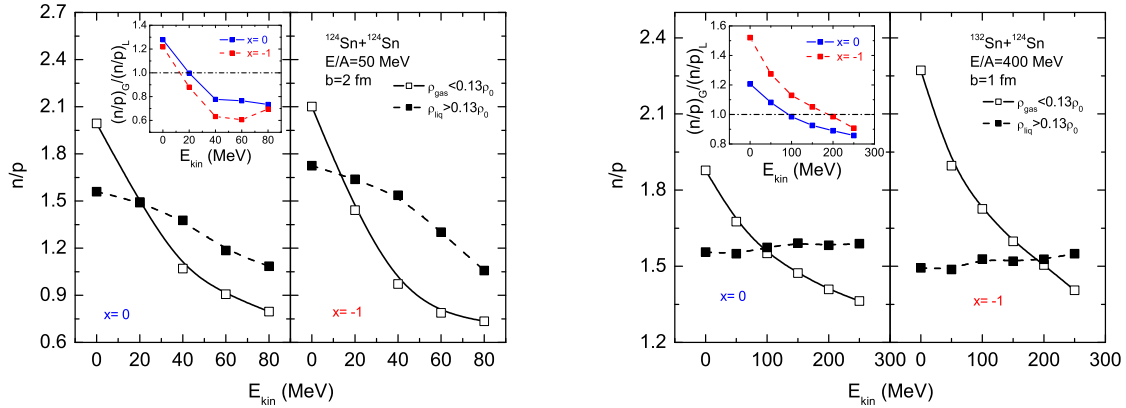 2.7
2.4
2.1
1.8
1.5
1.2
0.9
0.6
n/p
1.4
1.2
1.0
0.8
0.6
(n/p)G/(n/p)L
x= 0
x= -1
0 20 40 60 80
Ekin (MeV)
x= 0
124Sn+124Sn
E/A=50 MeV
b=2 fm
ρgas<0.13ρ0
ρliq>0.13ρ0
x= -1
0 20 40 60 80 0 20 40 60 80
Ekin (MeV)
2.4
2.1
1.8
1.5
1.2
n/p
1.6
1.4
1.2
1.0
0.8
(n/p)G/(n/p)L
x= 0
x= -1
0 100 200 300
Ekin (MeV)
x= 0
132Sn+124Sn
E/A=400 MeV
b=1 fm
ρgas<0.13ρ0
ρliq>0.13ρ0
x= -1
0 100 200 0 50 100 150 200 250 300
Ekin (MeV)